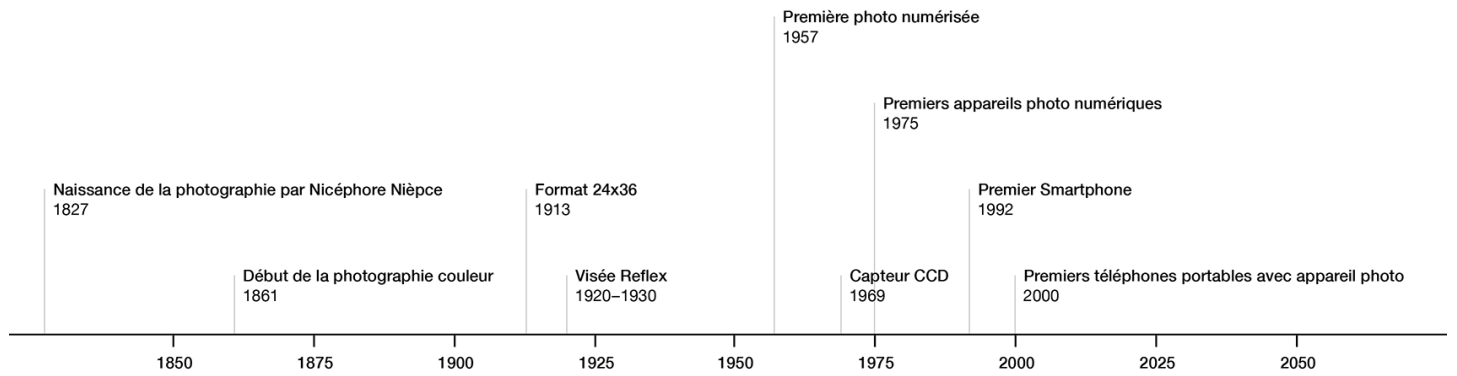 Première photo numérisée
1957
Premiers appareils photo numériques
1975
Naissance de la photographie par Nicéphore Nièpce
1827
Format 24x36
1913
Premier Smartphone
1992
Début de la photographie couleur
1861
Visée Reflex
1920–1930
Capteur CCD
1969
Premiers téléphones portables avec appareil photo
2000
1850 1875 1900 1925 1950 1975 2000 2025 2050